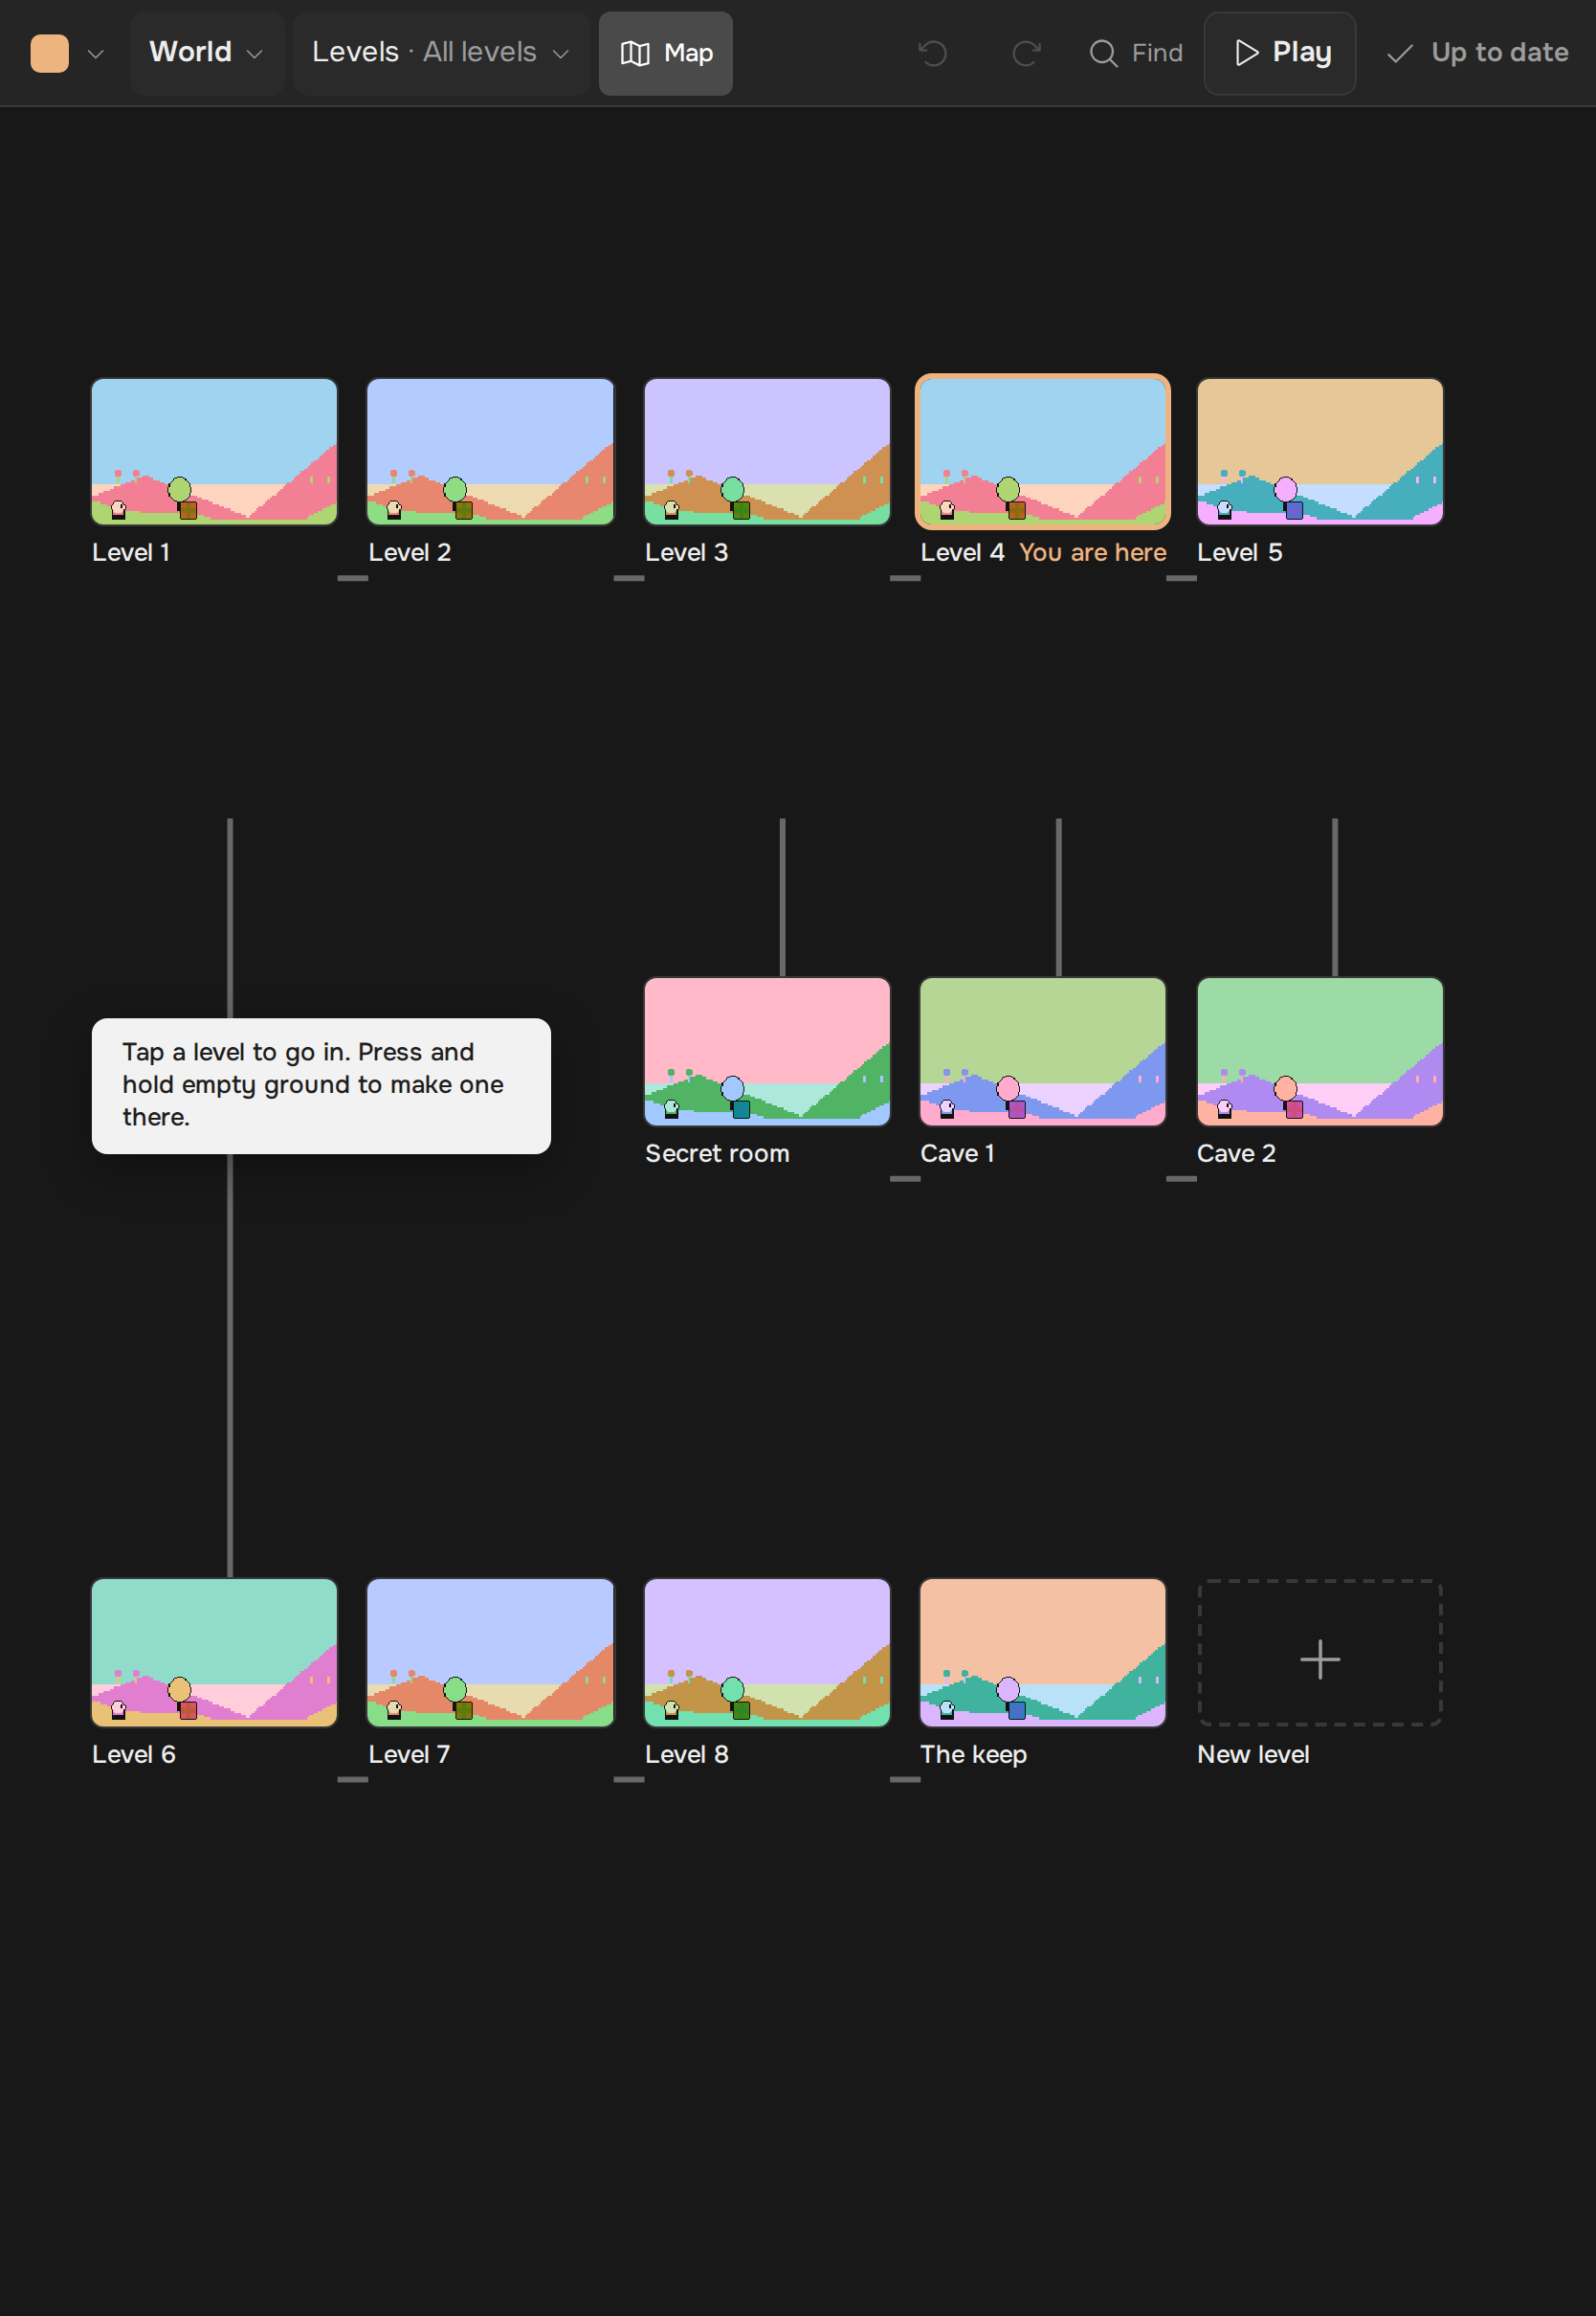 World
Levels · All levels
Map
Find
Play
Up to date
Level 1
Level 2
Level 3
Level 4 You are here
Level 5
Tap a level to go in. Press and
hold empty ground to make one
there.
Secret room
Cave 1
Cave 2
Level 6
Level 7
Level 8
The keep
New level